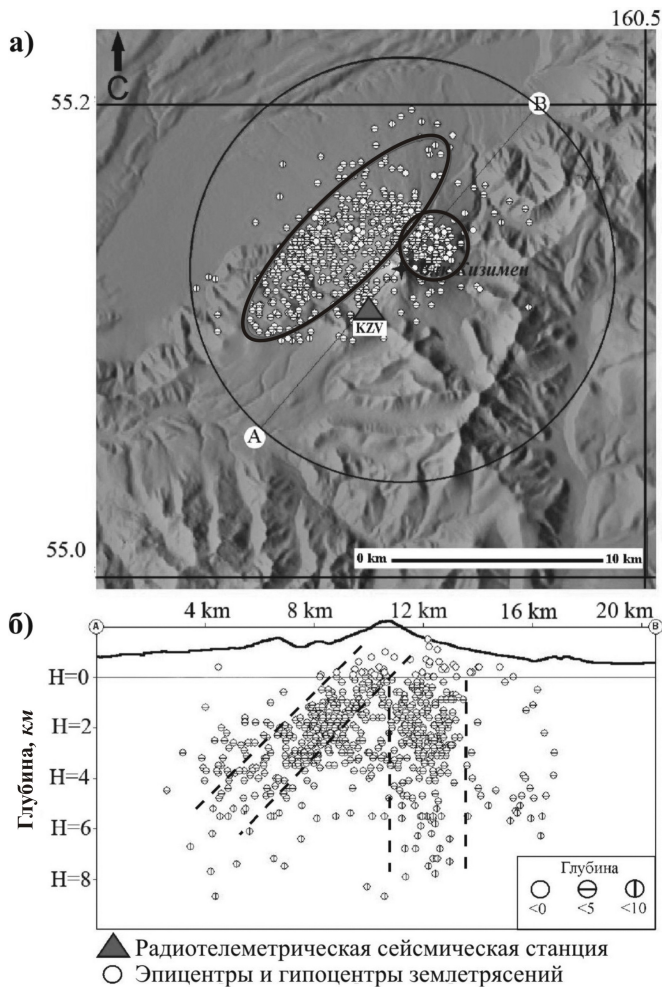 160.5
а)
С
55.2
B
влк Кизимен
KZV
A
55.0
0 km 10 km
б)
A 4 km 8 km 12 km 16 km 20 km B
H=0
H=2
H=4
H=6
H=8
Глубина, км
Глубина
<0 <5 <10
Радиотелеметрическая сейсмическая станция
Эпицентры и гипоцентры землетрясений